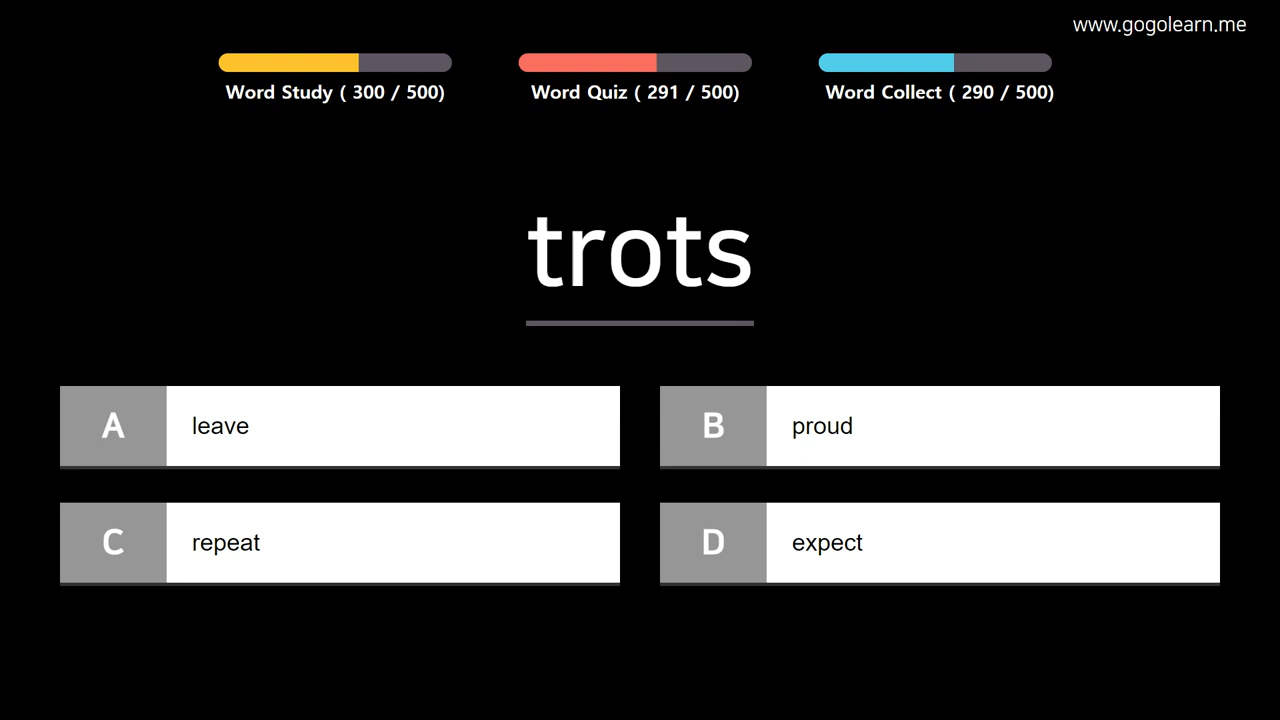 www.gogolearn.me
Word Study ( 300 / 500)
Word Quiz ( 291 / 500)
Word Collect ( 290 / 500)
trots
A leave
B proud
C repeat
D expect